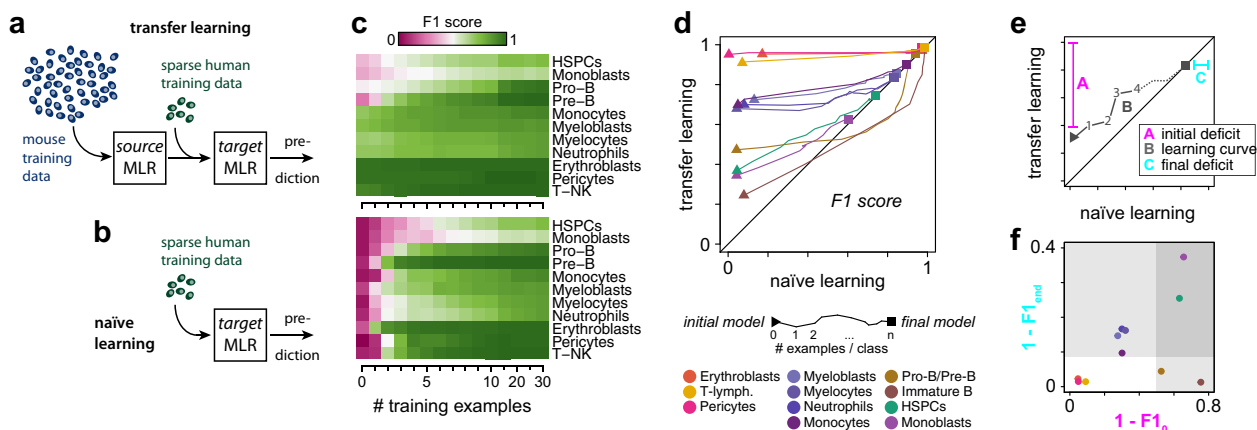 a
transfer learning
sparse human
training data
mouse
training
data
source
MLR
target
MLR
pre-
diction
b
sparse human
training data
naïve
learning
target
MLR
pre-
diction
c
F1 score
0
1
HSPCs
Monoblasts
Pro-B
Pre-B
Monocytes
Myeloblasts
Myelocytes
Neutrophils
Erythroblasts
Pericytes
T-NK
HSPCs
Monoblasts
Pro-B
Pre-B
Monocytes
Myeloblasts
Myelocytes
Neutrophils
Erythroblasts
Pericytes
T-NK
0 5 10 20 30
# training examples
d
transfer learning
1
0
F1 score
0 1
naïve learning
initial model
final model
0 1 2 ... n
# examples / class
Erythroblasts
T-lymph.
Pericytes
Myeloblasts
Myelocytes
Neutrophils
Monocytes
Pro-B/Pre-B
Immature B
HSPCs
Monoblasts
e
transfer learning
A
1 2 3 4
B
C
A initial deficit
B learning curve
C final deficit
naïve learning
f
0.4
1 - F1end
0
0 0.8
1 - F1o